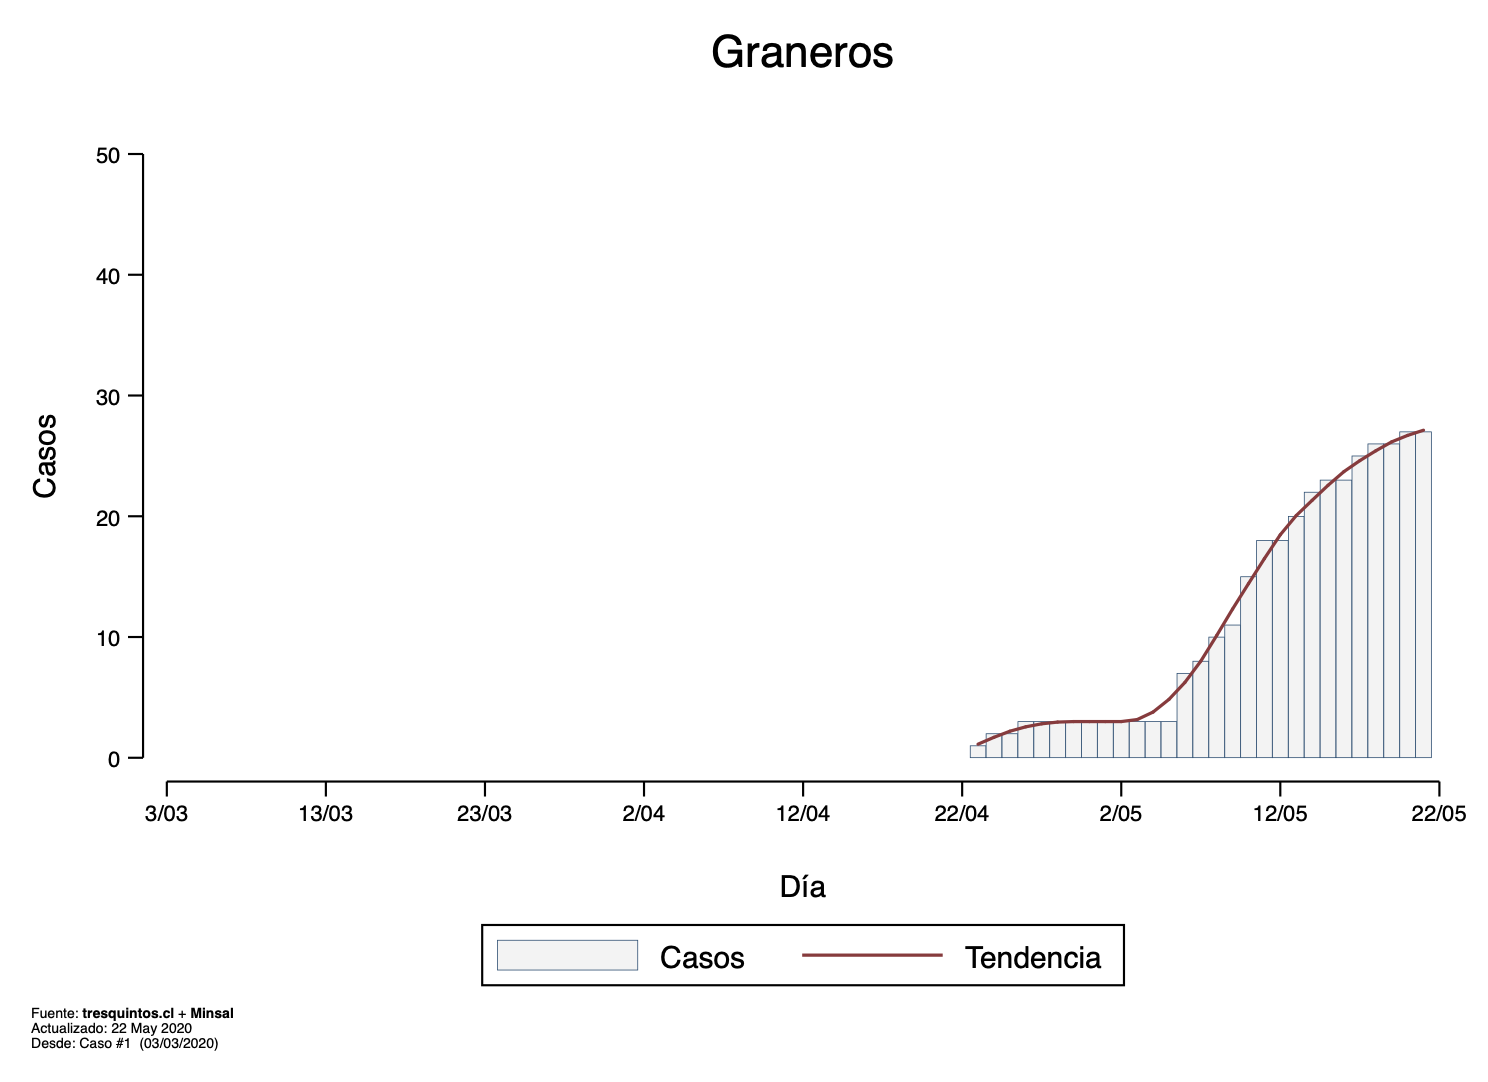 Graneros
50
40
30
20
10
0
Casos
3/03 13/03 23/03 2/04 12/04 22/04 2/05 12/05 22/05
Día
Casos Tendencia
Fuente: tresquintos.cl + Minsal
Actualizado: 22 May 2020
Desde: Caso #1 (03/03/2020)